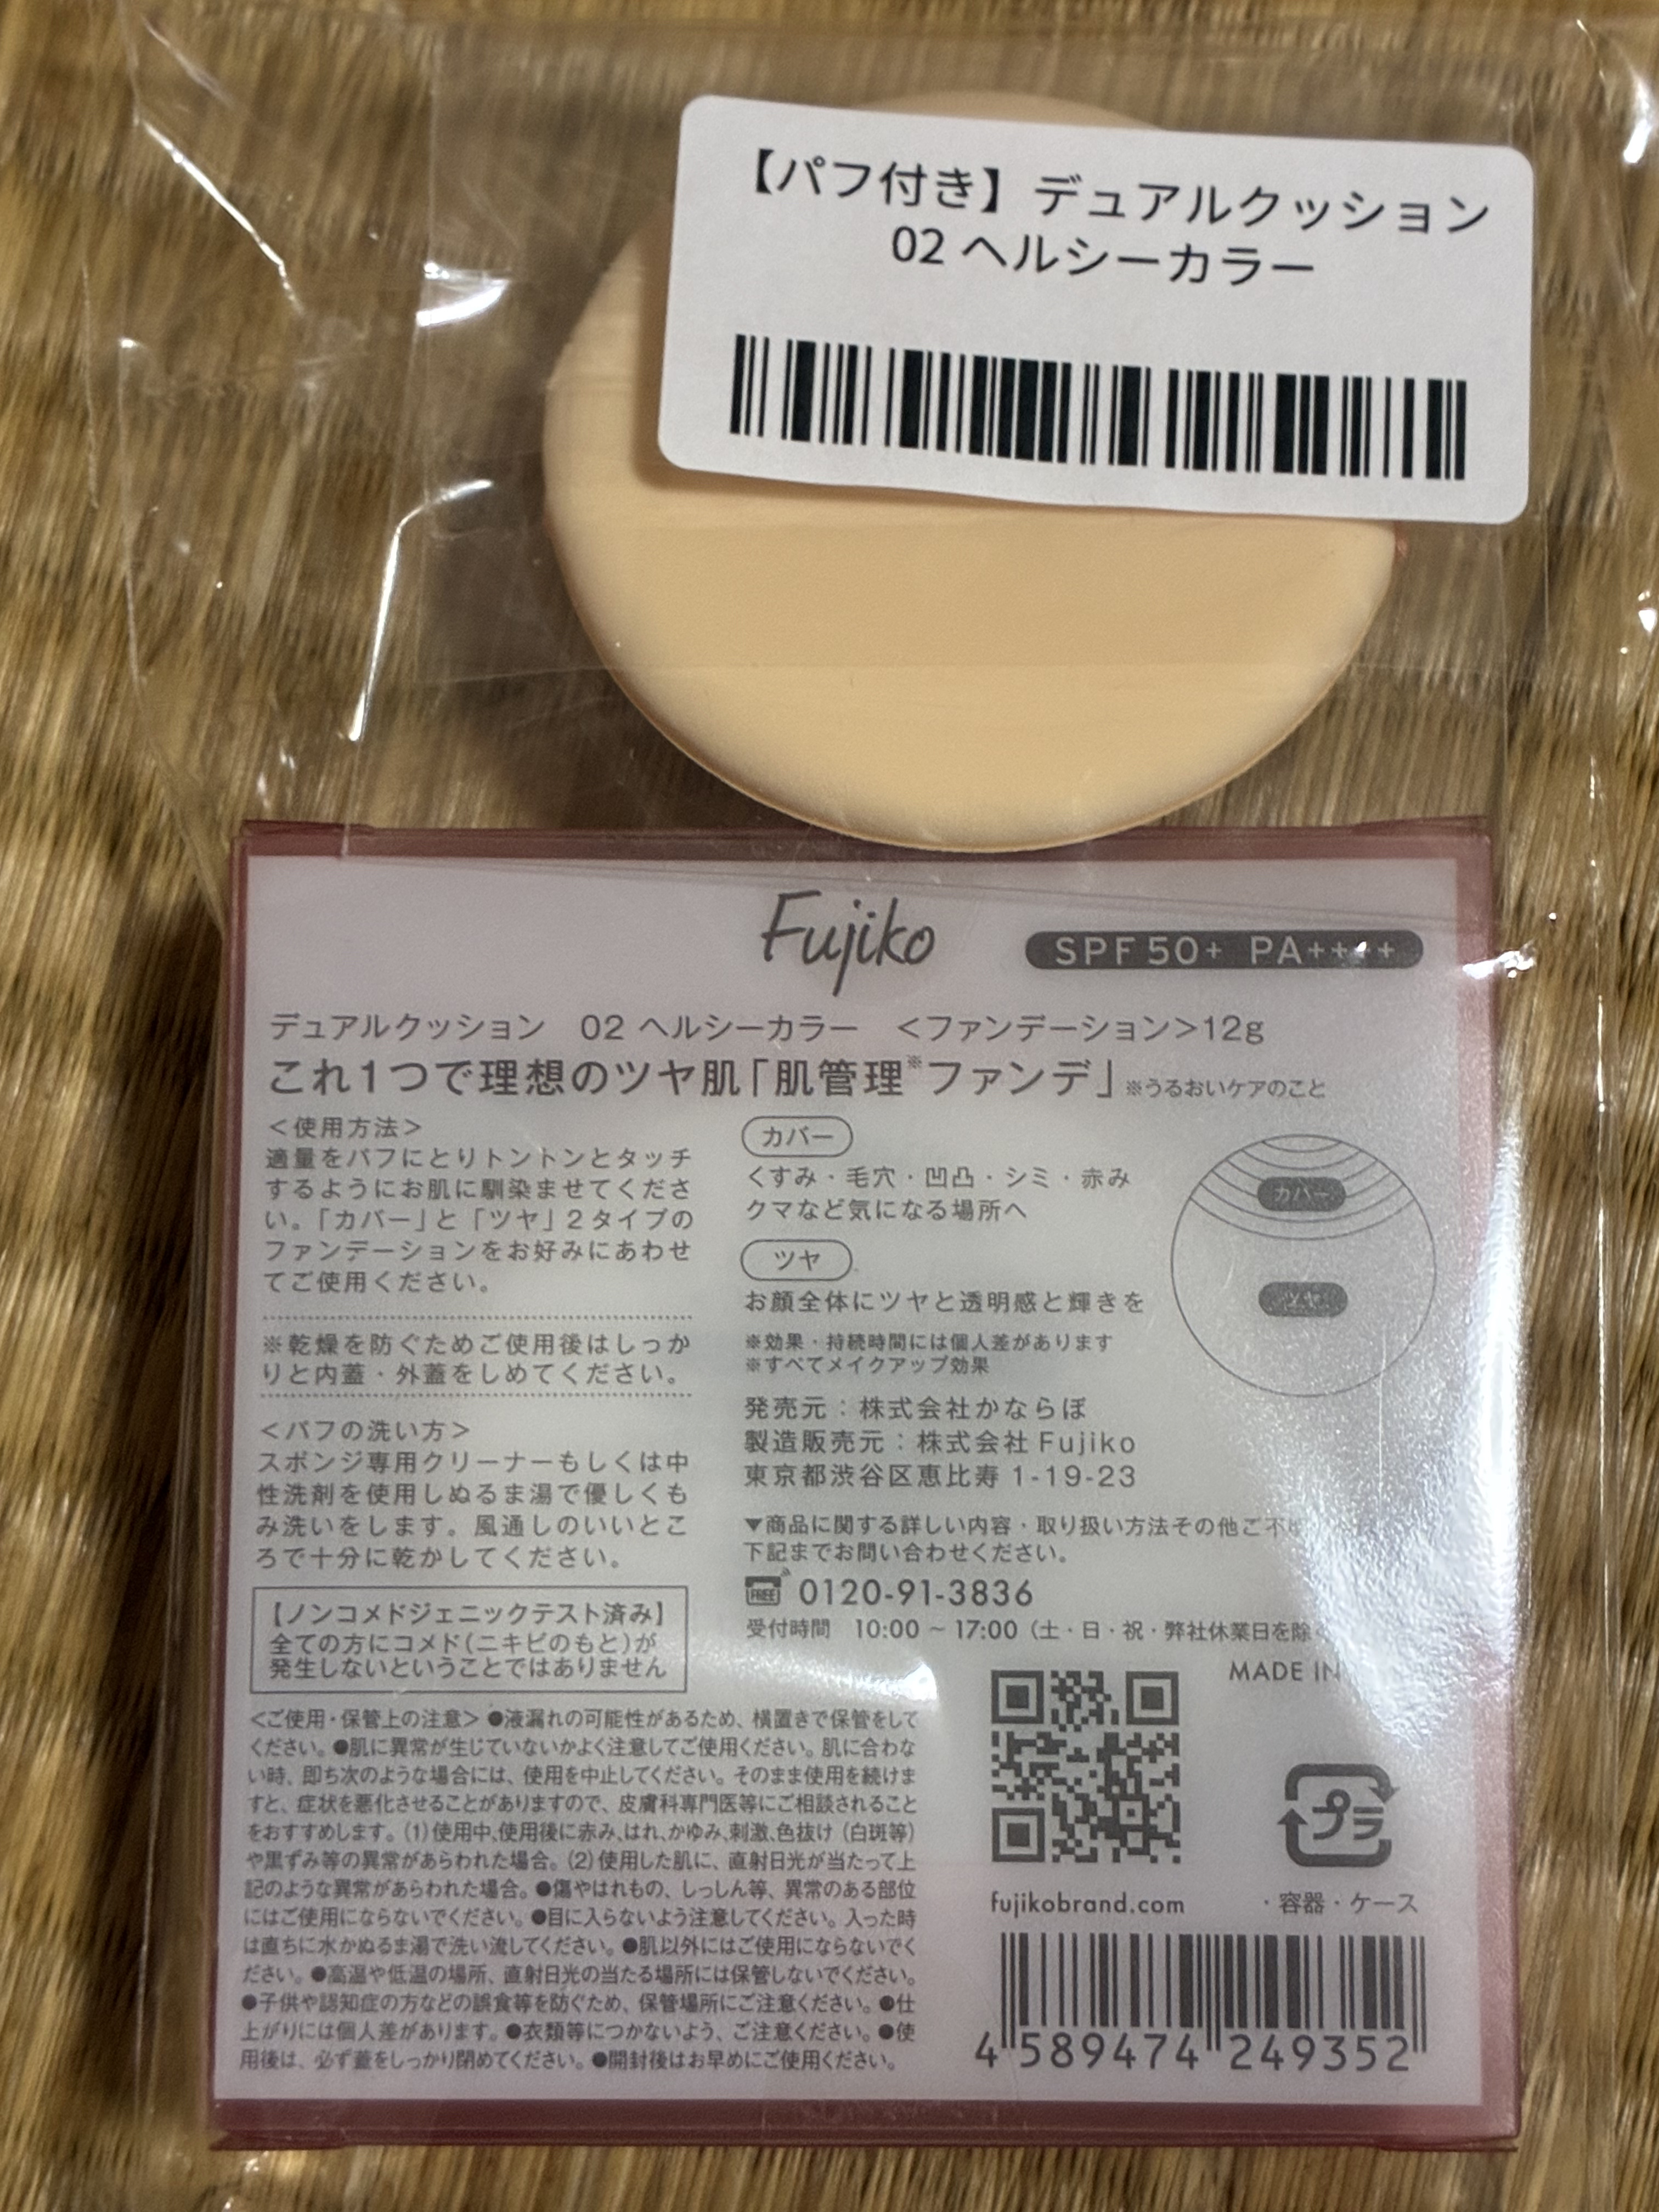 【パフ付き】デュアルクッション
02 ヘルシーカラー
Fujiko
SPF 50+ PA++++
デュアルクッション 02 ヘルシーカラー <ファンデーション>12g
これ1つで理想のツヤ肌「肌管理※ファンデ」※うるおいケアのこと
<使用方法>
適量をパフにとりトントンとタッチ
するようにお肌に馴染ませてくださ
い。「カバー」と「ツヤ」2タイプの
ファンデーションをお好みにあわせ
てご使用ください。
※乾燥を防ぐためご使用後はしっか
りと内蓋・外蓋をしめてください。
<パフの洗い方>
スポンジ専用クリーナーもしくは中
性洗剤を使用しぬるま湯で優しくも
み洗いをします。風通しのいいとこ
ろで十分に乾かしてください。
【ノンコメドジェニックテスト済み】
全ての方にコメド(ニキビのもと)が
発生しないということではありません
カバー
くすみ・毛穴・凹凸・シミ・赤み
クマなど気になる場所へ
ツヤ
お顔全体にツヤと透明感と輝きを
※効果・持続時間には個人差があります
※すべてメイクアップ効果
カバー
ツヤ
発売元:株式会社かならぼ
製造販売元:株式会社Fujiko
東京都渋谷区恵比寿 1-19-23
▼商品に関する詳しい内容・取り扱い方法その他ご不
下記までお問い合わせください。
FREE 0120-91-3836
受付時間 10:00 ~ 17:00(土・日・祝・弊社休業日を除
MADE IN
<ご使用・保管上の注意>●液漏れの可能性があるため、横置きで保管をして
ください。●肌に異常が生じていないかよく注意してご使用ください。肌に合わな
い時、即ち次のような場合には、使用を中止してください。そのまま使用を続けま
すと、症状を悪化させることがありますので、皮膚科専門医等にご相談されること
をおすすめします。(1)使用中、使用後に赤み、はれ、かゆみ、刺激、色抜け(白斑等)
や黒ずみ等の異常があらわれた場合。(2)使用した肌に、直射日光が当たって上
記のような異常があらわれた場合。●傷やはれもの、しっしん等、異常のある部位
にはご使用にならないでください。●目に入らないよう注意してください。入った時
は直ちに水かぬるま湯で洗い流してください。●肌以外にはご使用にならないでく
ださい。●高温や低温の場所、直射日光の当たる場所には保管しないでください。
●子供や認知症の方などの誤食等を防ぐため、保管場所にご注意ください。●仕
上がりには個人差があります。●衣類等につかないよう、ご注意ください。●使
用後は、必ず蓋をしっかり閉めてください。●開封後はお早めにご使用ください。
プラ
fujikobrand.com
・容器・ケース
4 589474 249352